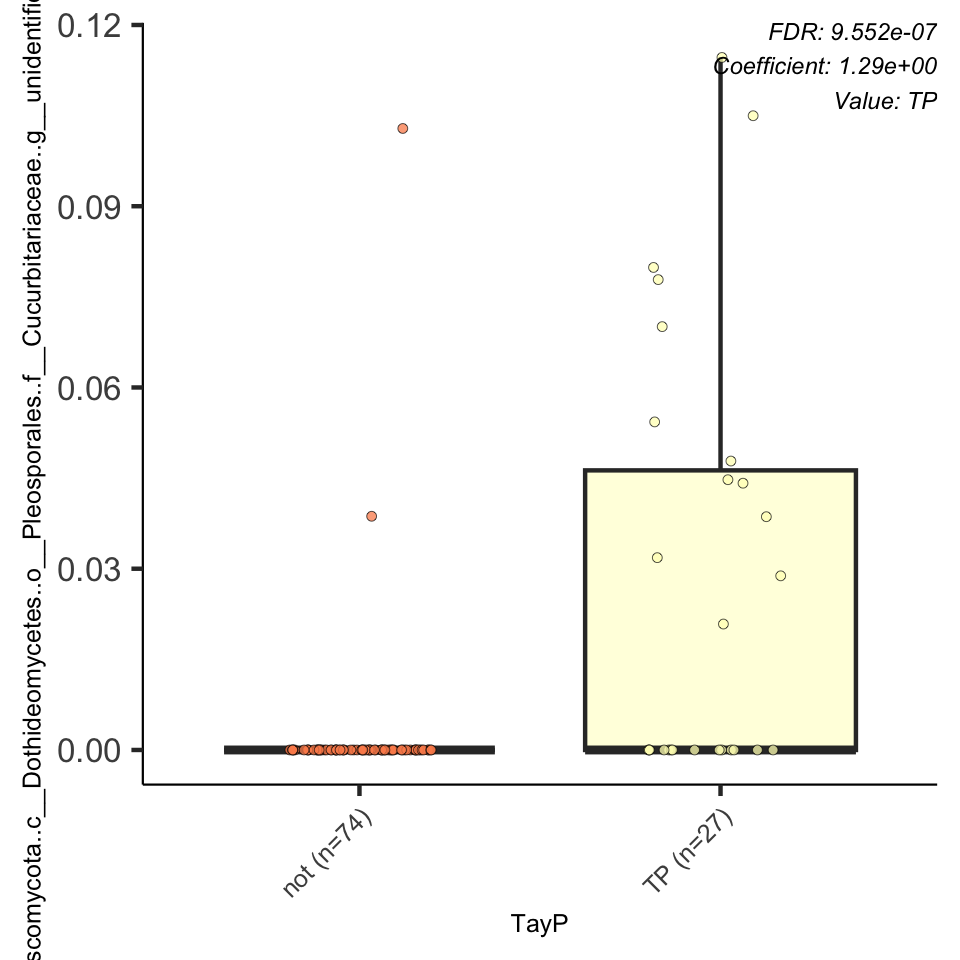 scomycota..c__Dothideomycetes..o__Pleosporales..f__Cucurbitariaceae..g__unidentifi
0.12
0.09
0.06
0.03
0.00
FDR: 9.552e-07
Coefficient: 1.29e+00
Value: TP
not (n=74)
TP (n=27)
TayP